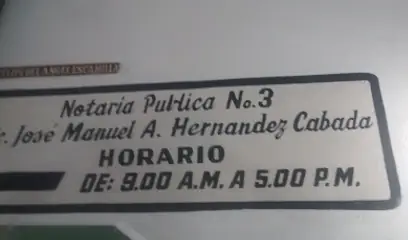 Notaría Pública No.3
José Manuel A. Hernandez Cabada
HORARIO
DE: 9.00 A.M. A 5.00 P.M.